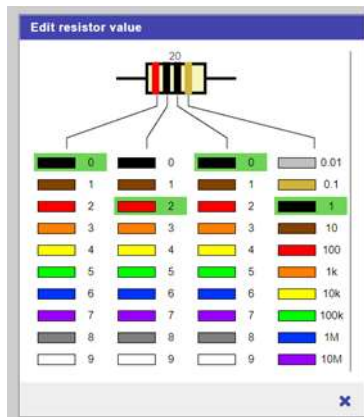 Edit resistor value
20
0 0 0 0.01
1 1 1 0.1
2 2 2 1
3 3 3 10
4 4 4 100
5 5 5 1k
6 6 6 10k
7 7 7 100k
8 8 8 1M
9 9 9 10M